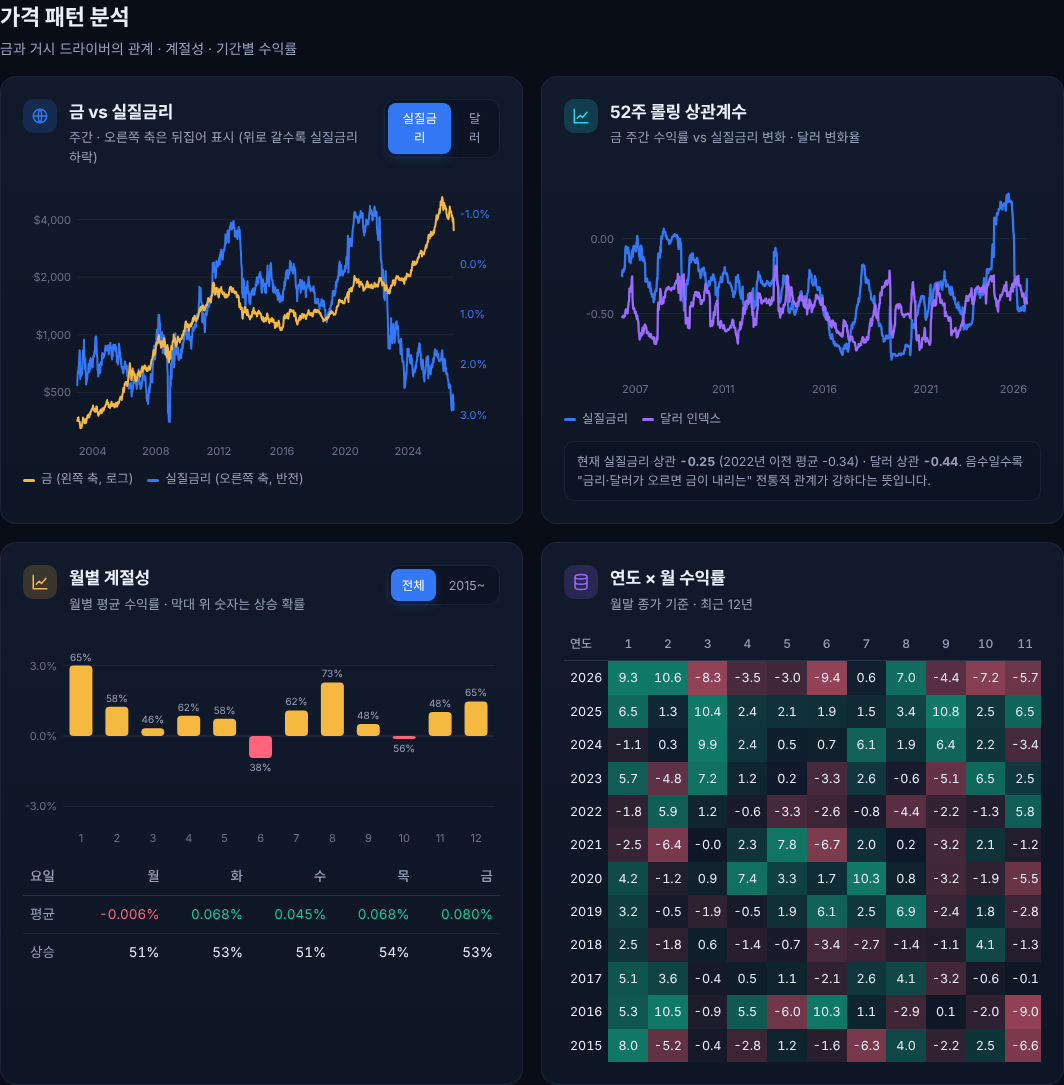 가격 패턴 분석
금과 거시 드라이버의 관계 · 계절성 · 기간별 수익률
금 vs 실질금리
주간 · 오른쪽 축은 뒤집어 표시 (위로 갈수록 실질금리
하락)
실질금
리
달
러
$4,000
$2,000
$1,000
$500
-1.0%
0.0%
1.0%
2.0%
3.0%
2004 2008 2012 2016 2020 2024
금 (왼쪽 축, 로그) 실질금리 (오른쪽 축, 반전)
52주 롤링 상관계수
금 주간 수익률 vs 실질금리 변화 · 달러 변화율
0.00
-0.50
2007 2011 2016 2021 2026
실질금리 달러 인덱스
현재 실질금리 상관 -0.25 (2022년 이전 평균 -0.34) · 달러 상관 -0.44. 음수일수록
"금리·달러가 오르면 금이 내리는" 전통적 관계가 강하다는 뜻입니다.
월별 계절성
월별 평균 수익률 · 막대 위 숫자는 상승 확률
전체 2015~
3.0%
0.0%
-3.0%
65% 58% 46% 62% 58% 38% 62% 73% 48% 56% 48% 65%
1 2 3 4 5 6 7 8 9 10 11 12
요일 월 화 수 목 금
평균 -0.006% 0.068% 0.045% 0.068% 0.080%
상승 51% 53% 51% 54% 53%
연도 × 월 수익률
월말 종가 기준 · 최근 12년
연도 1 2 3 4 5 6 7 8 9 10 11
2026 9.3 10.6 -8.3 -3.5 -3.0 -9.4 0.6 7.0 -4.4 -7.2 -5.7
2025 6.5 1.3 10.4 2.4 2.1 1.9 1.5 3.4 10.8 2.5 6.5
2024 -1.1 0.3 9.9 2.4 0.5 0.7 6.1 1.9 6.4 2.2 -3.4
2023 5.7 -4.8 7.2 1.2 0.2 -3.3 2.6 -0.6 -5.1 6.5 2.5
2022 -1.8 5.9 1.2 -0.6 -3.3 -2.6 -0.8 -4.4 -2.2 -1.3 5.8
2021 -2.5 -6.4 -0.0 2.3 7.8 -6.7 2.0 0.2 -3.2 2.1 -1.2
2020 4.2 -1.2 0.9 7.4 3.3 1.7 10.3 0.8 -3.2 -1.9 -5.5
2019 3.2 -0.5 -1.9 -0.5 1.9 6.1 2.5 6.9 -2.4 1.8 -2.8
2018 2.5 -1.8 0.6 -1.4 -0.7 -3.4 -2.7 -1.4 -1.1 4.1 -1.3
2017 5.1 3.6 -0.4 0.5 1.1 -2.1 2.6 4.1 -3.2 -0.6 -0.1
2016 5.3 10.5 -0.9 5.5 -6.0 10.3 1.1 -2.9 0.1 -2.0 -9.0
2015 8.0 -5.2 -0.4 -2.8 1.2 -1.6 -6.3 4.0 -2.2 2.5 -6.6